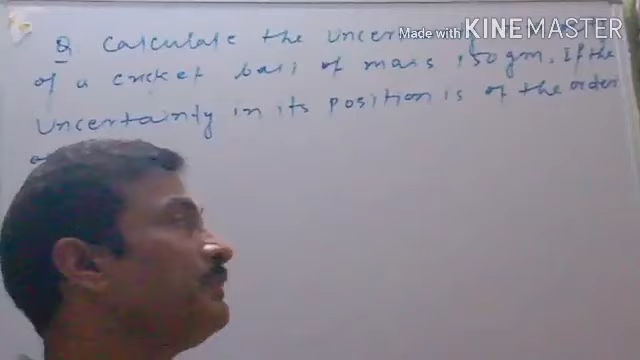 Made with KINEMASTER
Q. Calculate the uncert
of a cricket ball of mass 150 gm. If the
uncertainty in its position is of the order